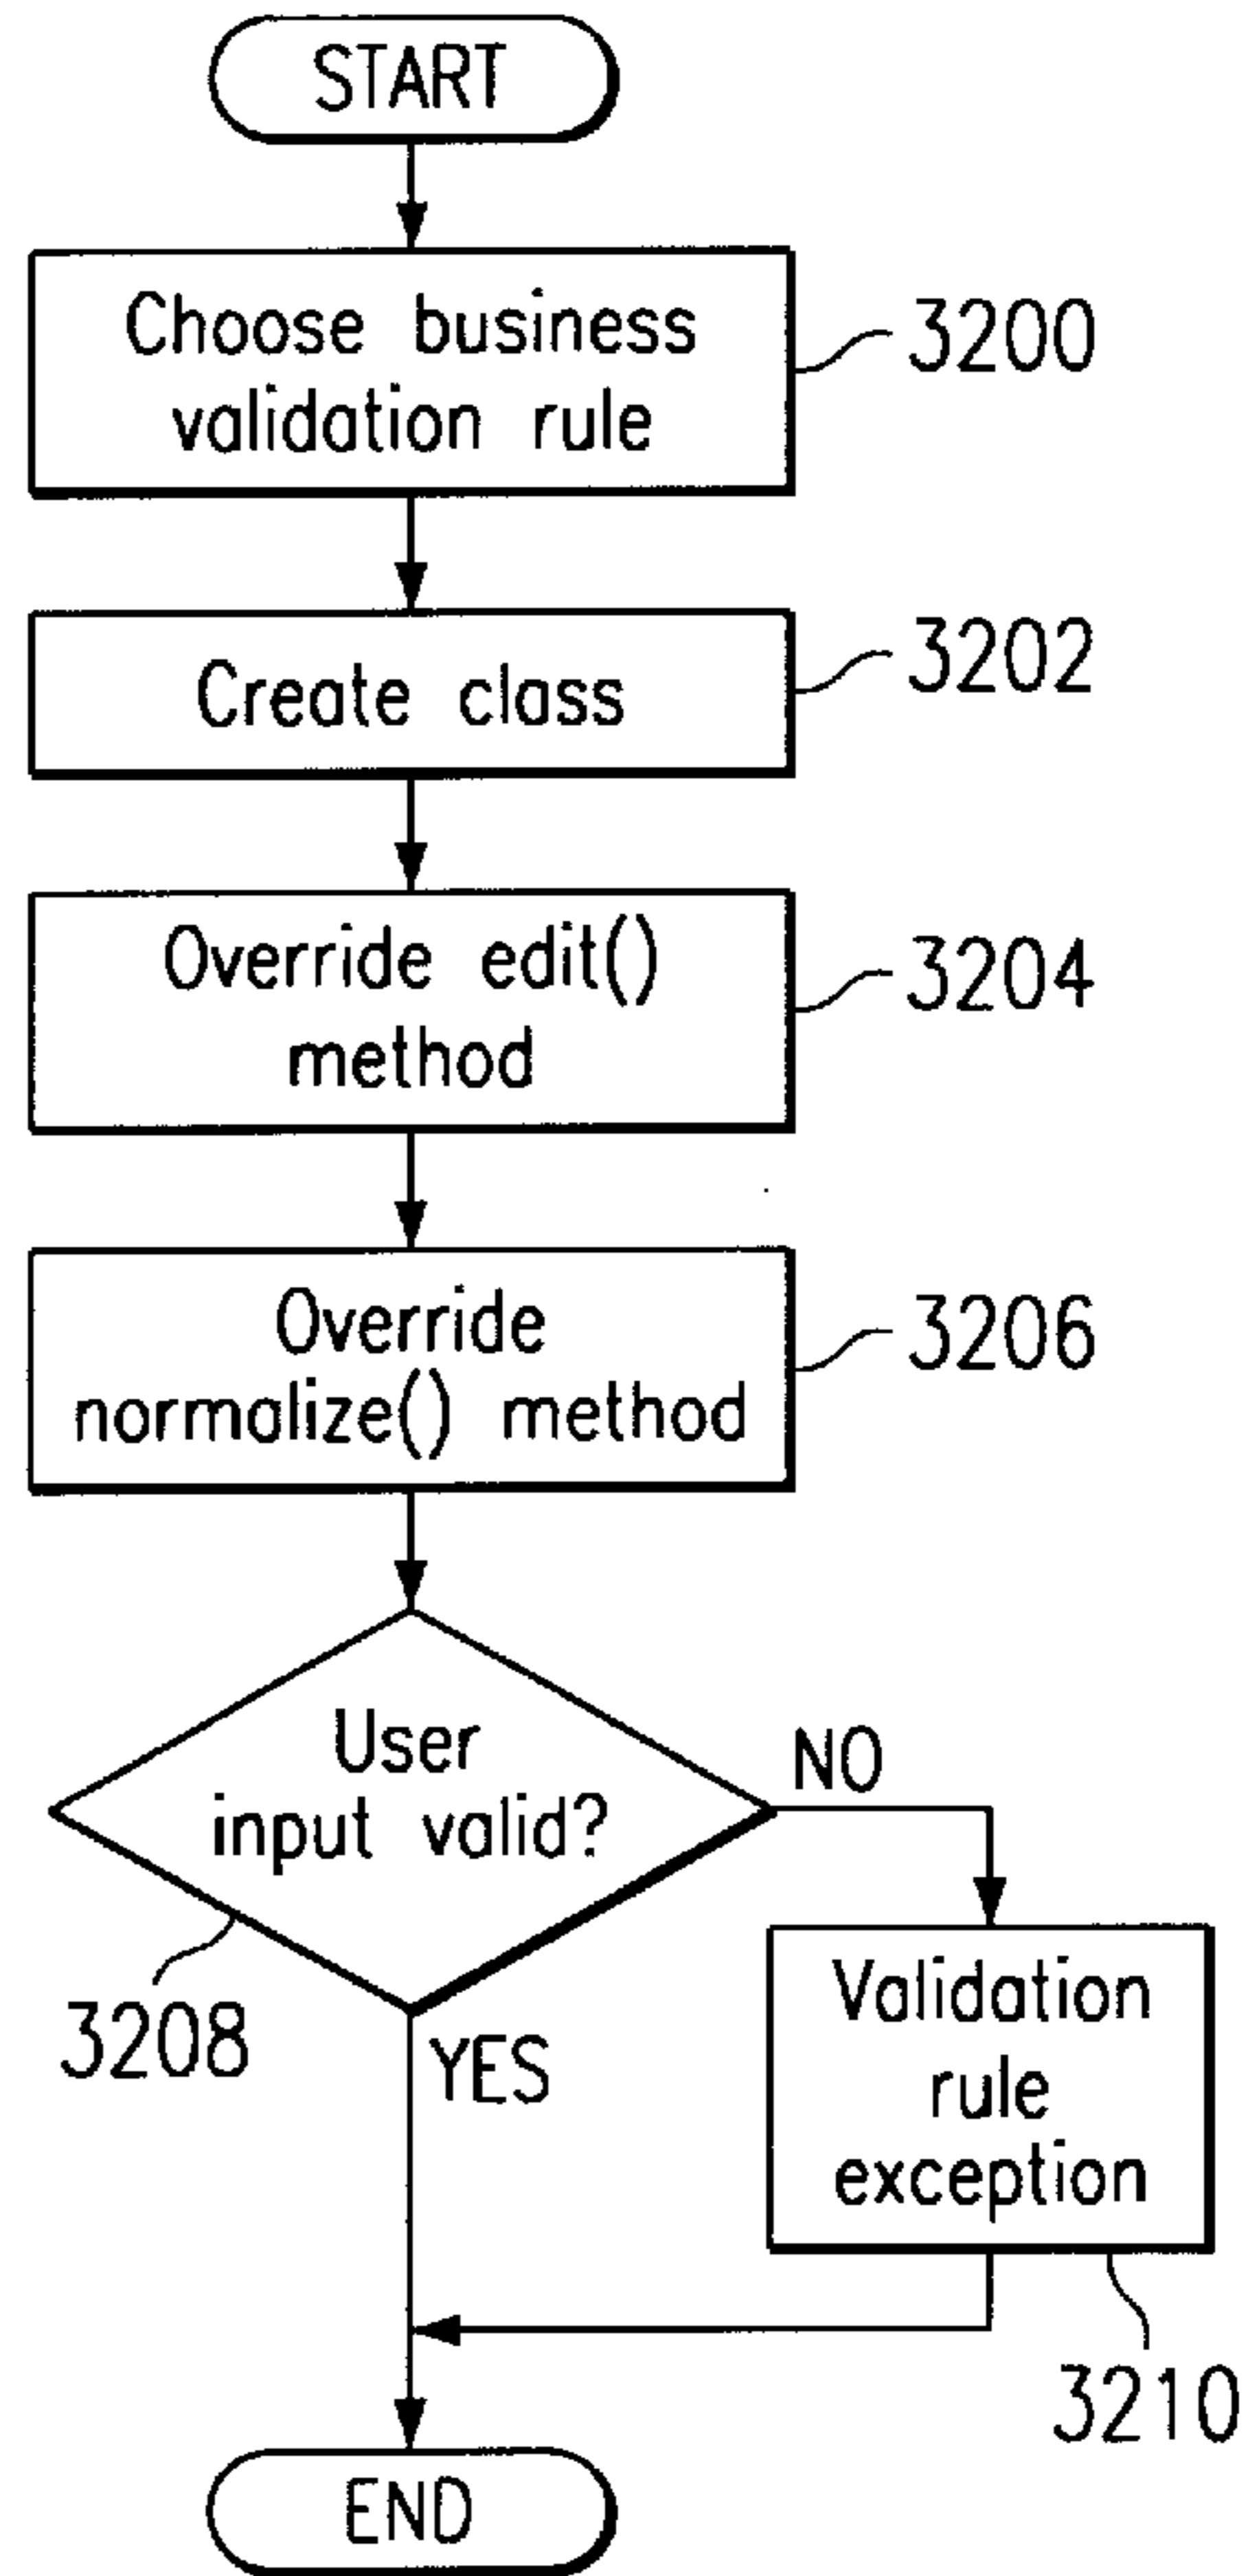 START
Choose business
validation rule
3200
Create class
3202
Override edit()
method
3204
Override
normalize() method
3206
User
input valid?
NO
3208
YES
Validation
rule
exception
3210
END